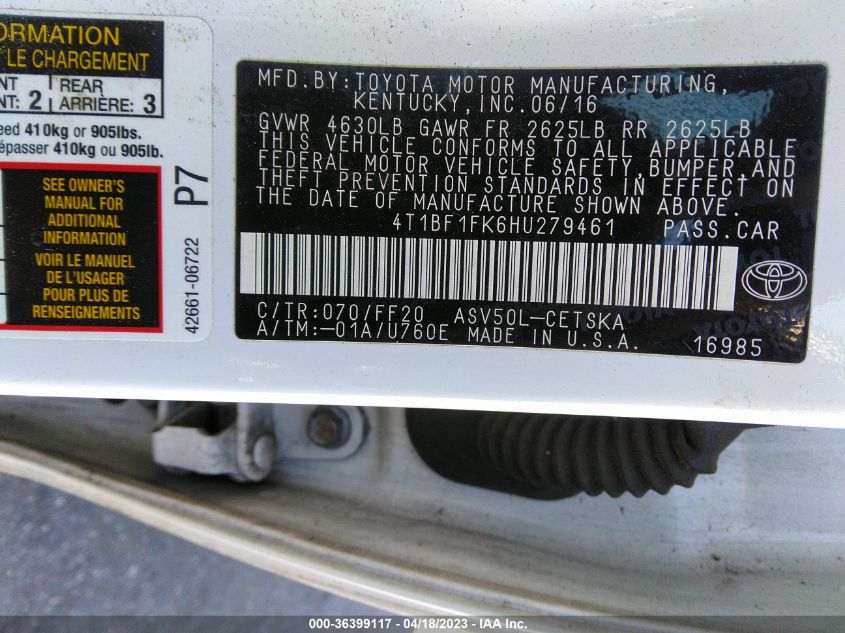 ORMATION
LE CHARGEMENT
NT REAR
NT: 2 ARRIÈRE: 3
eed 410kg or 905lbs.
épasser 410kg ou 905lb.
SEE OWNER'S
MANUAL FOR
ADDITIONAL
INFORMATION
VOIR LE MANUEL
DE L'USAGER
POUR PLUS DE
RENSEIGNEMENTS
P7
42661-06722
MFD.BY:TOYOTA MOTOR MANUFACTURING,
KENTUCKY,INC.06/16
GVWR 4630LB GAWR FR 2625LB RR 2625LB
THIS VEHICLE CONFORMS TO ALL APPLICABLE
FEDERAL MOTOR VEHICLE SAFETY,BUMPER,AND
THEFT PREVENTION STANDARDS IN EFFECT ON
THE DATE OF MANUFACTURE SHOWN ABOVE.
4T1BF1FK6HU279461 PASS.CAR
C/TR:070/FF20 ASV50L-CETSKA
A/TM:-01A/U760E MADE IN U.S.A. 16985
000-36399117 - 04/18/2023 - IAA Inc.